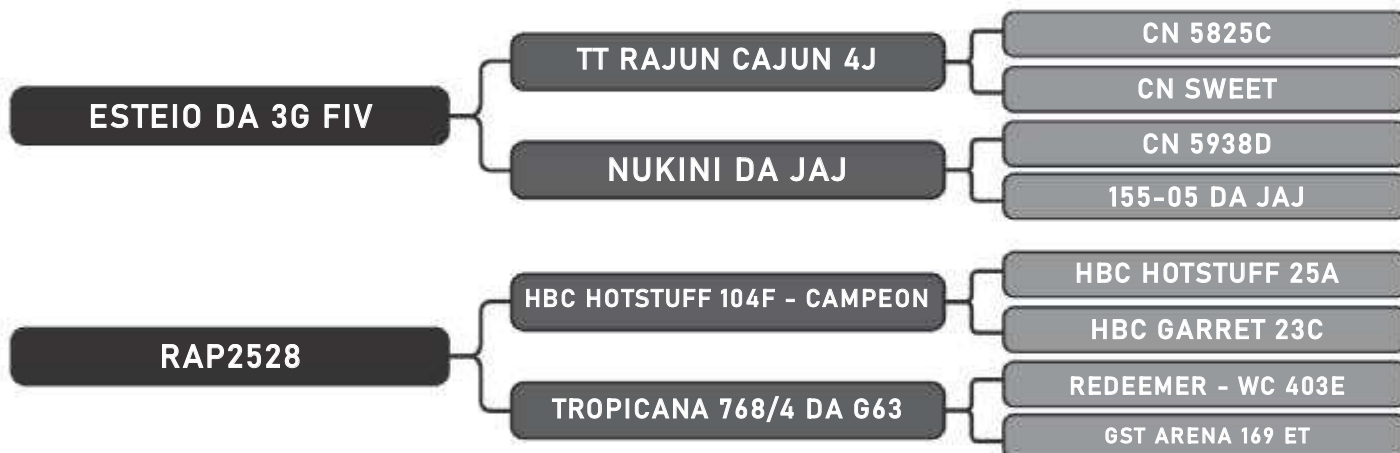 ESTEIO DA 3G FIV
TT RAJUN CAJUN 4J
CN 5825C
CN SWEET
NUKINI DA JAJ
CN 5938D
155-05 DA JAJ
RAP2528
HBC HOTSTUFF 104F - CAMPEON
HBC HOTSTUFF 25A
HBC GARRET 23C
TROPICANA 768/4 DA G63
REDEEMER - WC 403E
GST ARENA 169 ET